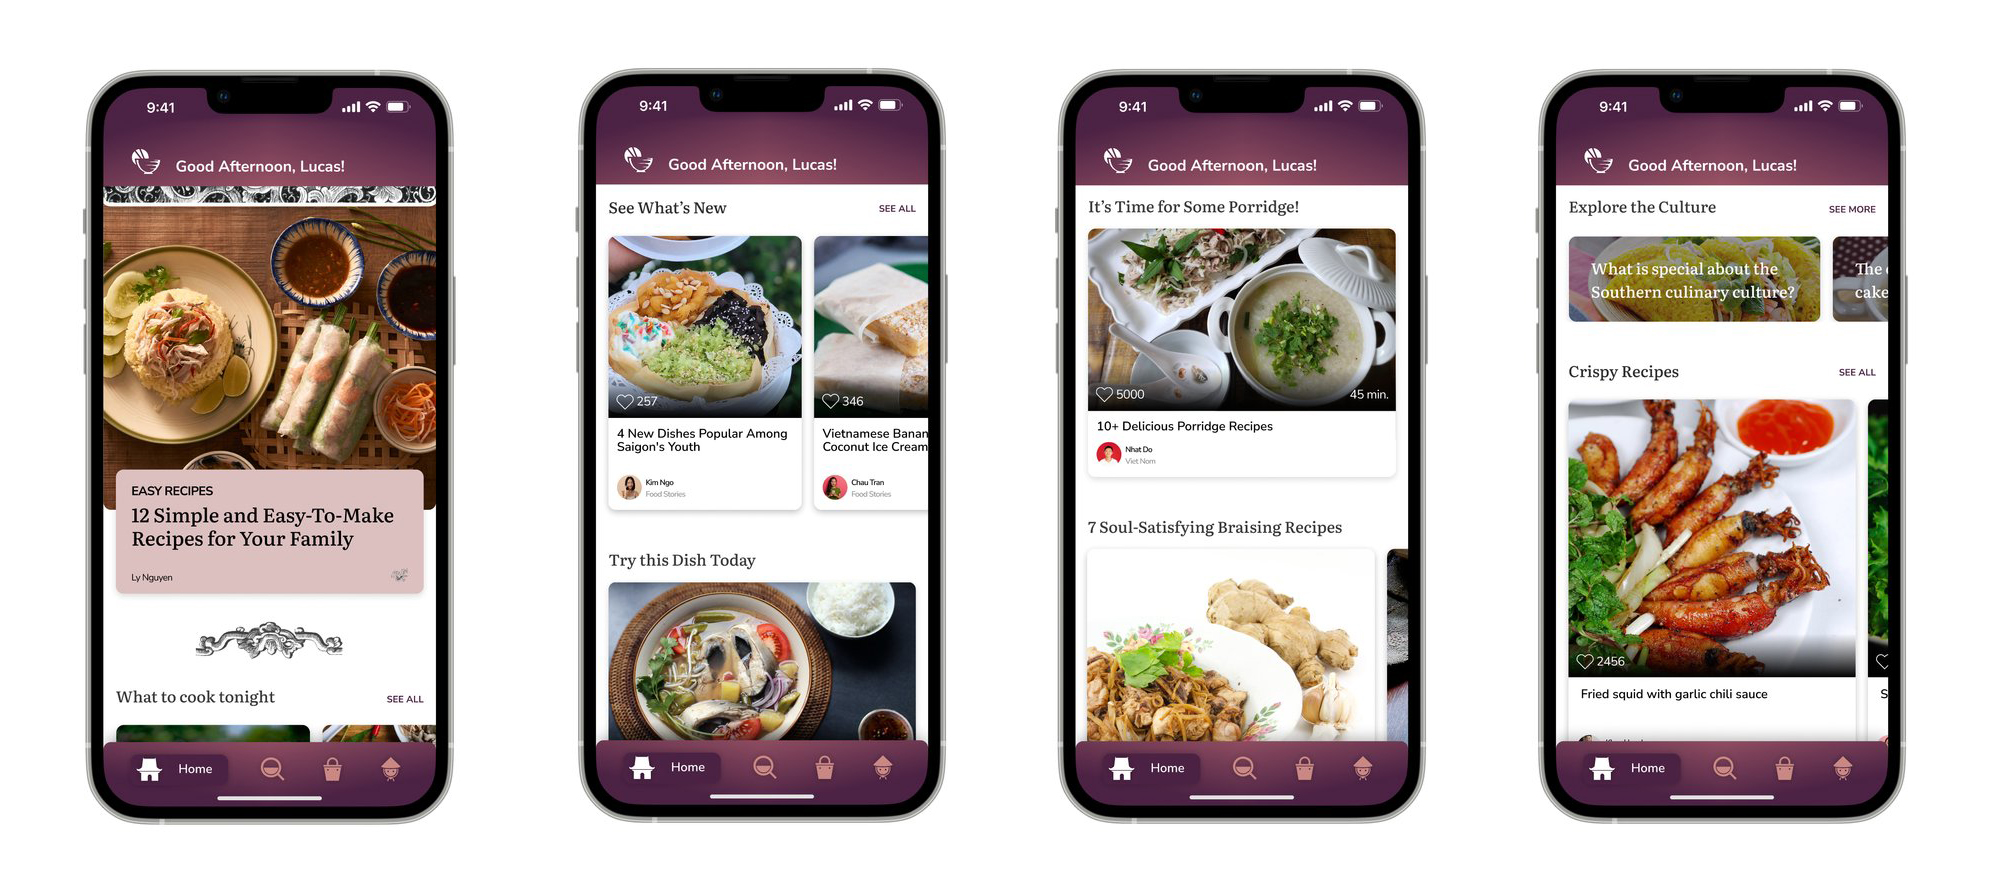 9:41
Good Afternoon, Lucas!
EASY RECIPES
12 Simple and Easy-To-Make
Recipes for Your Family
Ly Nguyen
What to cook tonight
SEE ALL
Home
9:41
Good Afternoon, Lucas!
See What's New
SEE ALL
257
346
4 New Dishes Popular Among
Saigon's Youth
Vietnamese Banan
Coconut Ice Cream
Kim Ngo
Food Stories
Chau Tran
Food Stories
Try this Dish Today
Home
9:41
Good Afternoon, Lucas!
It's Time for Some Porridge!
5000
45 min.
10+ Delicious Porridge Recipes
Nhat Do
Viet Nom
7 Soul-Satisfying Braising Recipes
Home
9:41
Good Afternoon, Lucas!
Explore the Culture
SEE MORE
What is special about the
Southern culinary culture?
The
cake
Crispy Recipes
SEE ALL
2456
Fried squid with garlic chili sauce
S
Home